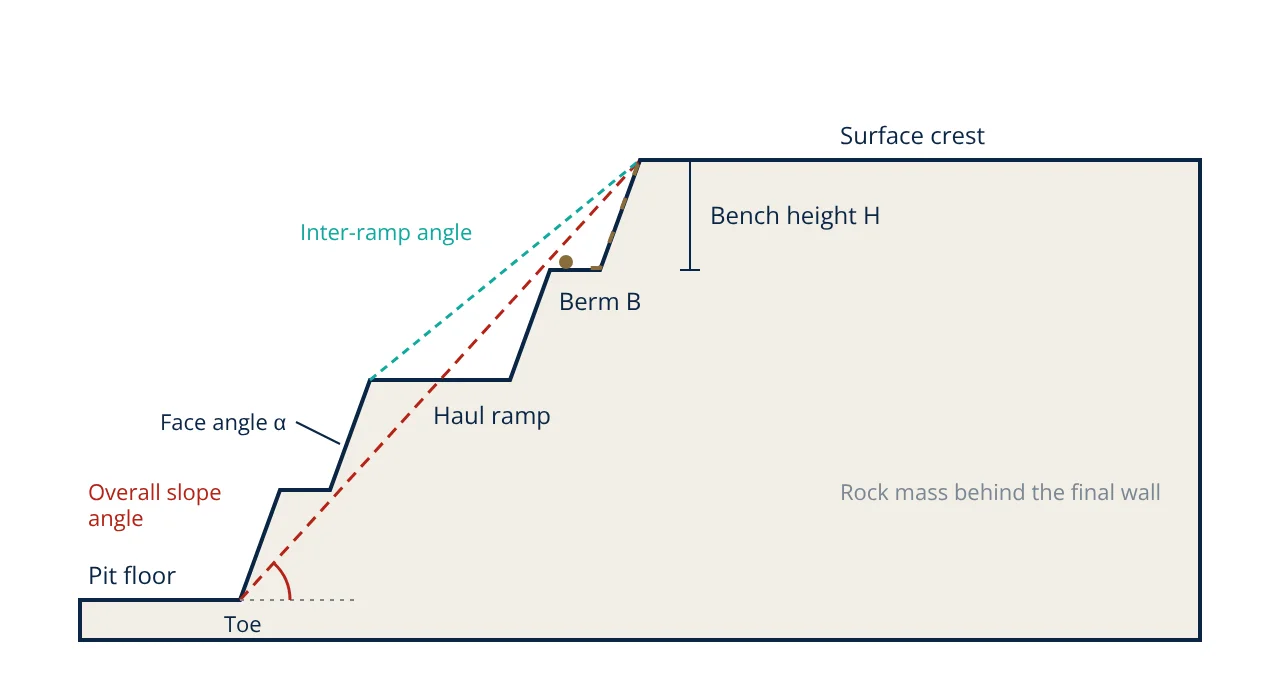 Surface crest
Bench height H
Inter-ramp angle
Berm B
Haul ramp
Face angle α
Overall slope
angle
Rock mass behind the final wall
Pit floor
Toe